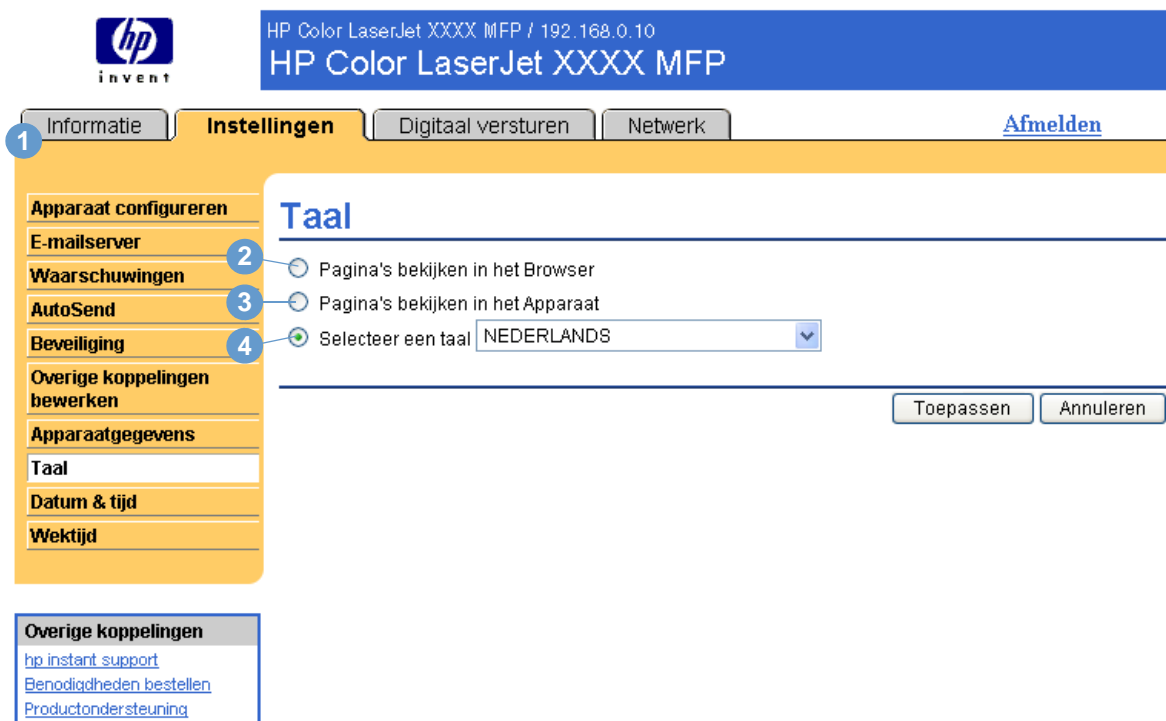 hp
invent
HP Color LaserJet XXXX MFP / 192.168.0.10
HP Color LaserJet XXXX MFP
Informatie
Instellingen
Digitaal versturen
Netwerk
Afmelden
1
Apparaat configureren
E-mailserver
Waarschuwingen
AutoSend
Beveiliging
Overige koppelingen
bewerken
Apparaatgegevens
Taal
Datum & tijd
Wektijd
Taal
2
Pagina's bekijken in het Browser
3
Pagina's bekijken in het Apparaat
4
Selecteer een taal NEDERLANDS
Toepassen
Annuleren
Overige koppelingen
hp instant support
Benodigdheden bestellen
Productondersteuning